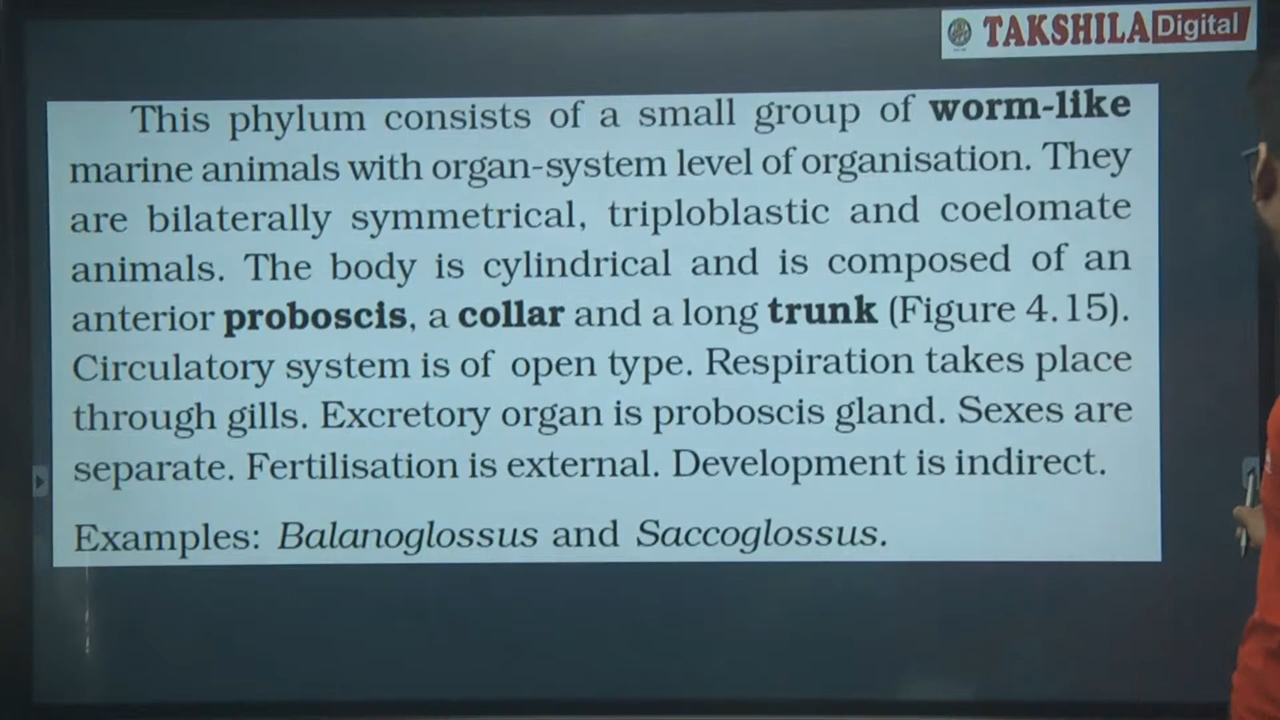 TAKSHILA Digital
This phylum consists of a small group of worm-like
marine animals with organ-system level of organisation. They
are bilaterally symmetrical, triploblastic and coelomate
animals. The body is cylindrical and is composed of an
anterior proboscis, a collar and a long trunk (Figure 4.15).
Circulatory system is of open type. Respiration takes place
through gills. Excretory organ is proboscis gland. Sexes are
separate. Fertilisation is external. Development is indirect.
Examples: Balanoglossus and Saccoglossus.